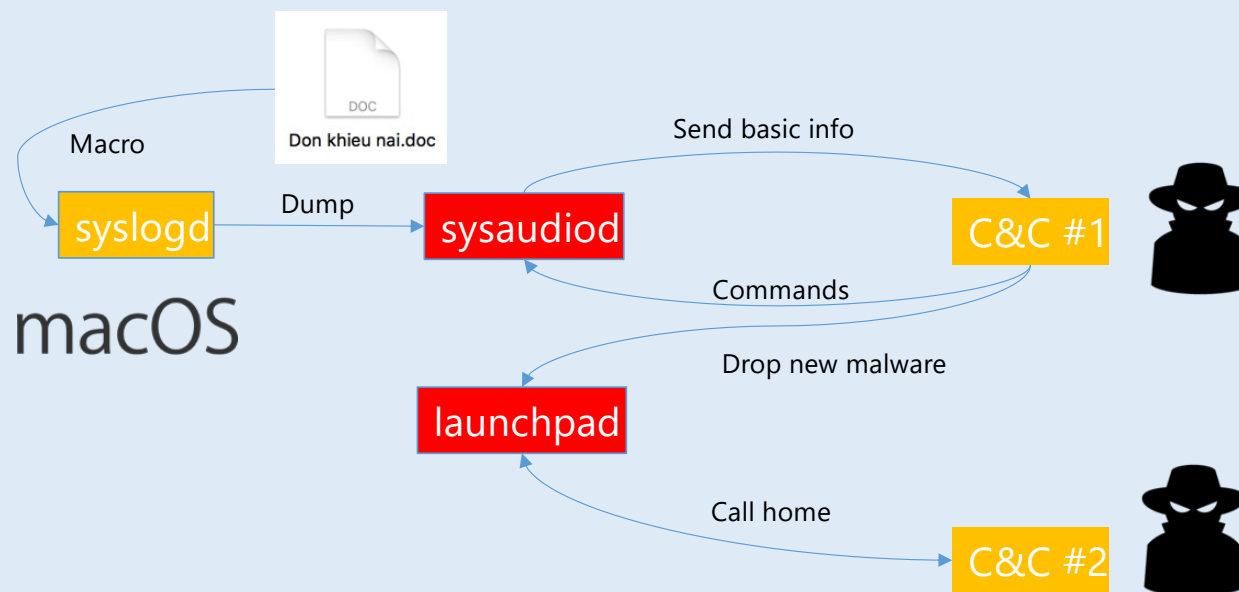 DOC
Don khieu nai.doc
Macro
Send basic info
syslogd
Dump
sysaudiod
C&C #1
Commands
macOS
Drop new malware
launchpad
Call home
C&C #2